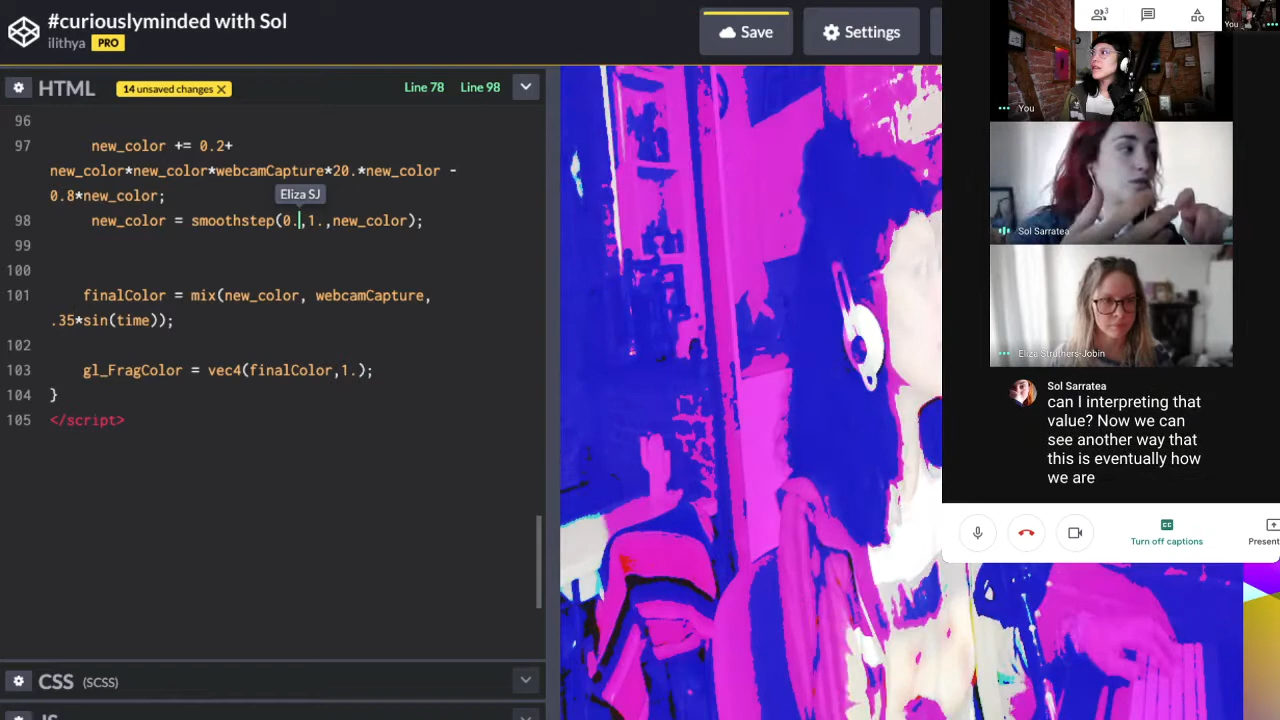 #curiouslyminded with Sol
ilithya PRO
Save
Settings
HTML
14 unsaved changes X
Line 78
Line 98
96
97 new_color += 0.2+
new_color*new_color*webcamCapture*20.*new_color -
0.8*new_color;
Eliza SJ
98 new_color = smoothstep(0.,1.,new_color);
99
100
101 finalColor = mix(new_color, webcamCapture,
.35*sin(time));
102
103 gl_FragColor = vec4(finalColor,1.);
104 }
105 </script>
CSS (SCSS)
JS
3
You
You
Sol Sarratea
Eliza Struthers-Jobin
Sol Sarratea
can I interpreting that
value? Now we can
see another way that
this is eventually how
we are
CC
Turn off captions
Present